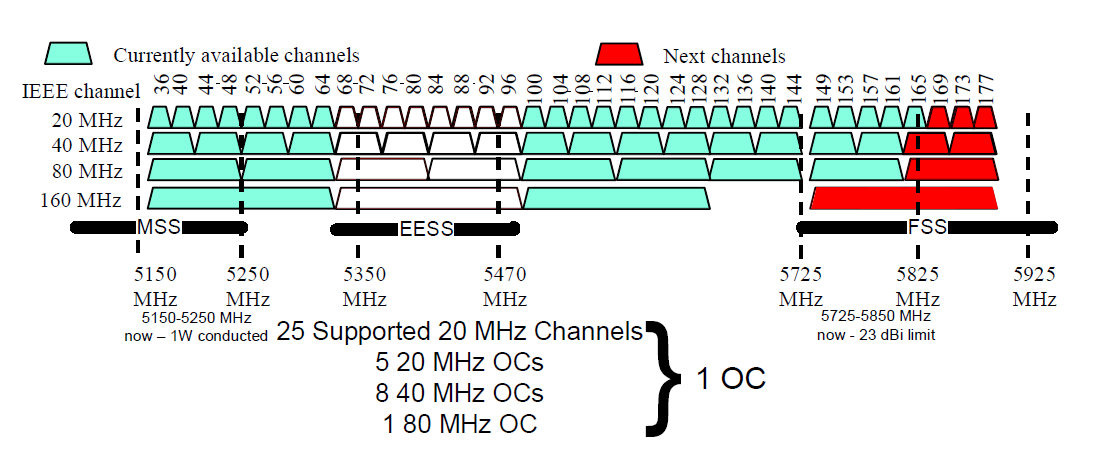 Currently available channels
Next channels
IEEE channel
36 40 44 48 52 56 60 64 68 72 76 80 84 88 92 96 100 104 108 112 116 120 124 128 132 136 140 144 149 153 157 161 165 169 173 177
20 MHz
40 MHz
80 MHz
160 MHz
MSS
EESS
FSS
5150 MHz
5250 MHz
5350 MHz
5470 MHz
5725 MHz
5825 MHz
5925 MHz
5150-5250 MHz
now – 1W conducted
5725-5850 MHz
now - 23 dBi limit
25 Supported 20 MHz Channels
5 20 MHz OCs
8 40 MHz OCs
1 80 MHz OC
} 1 OC